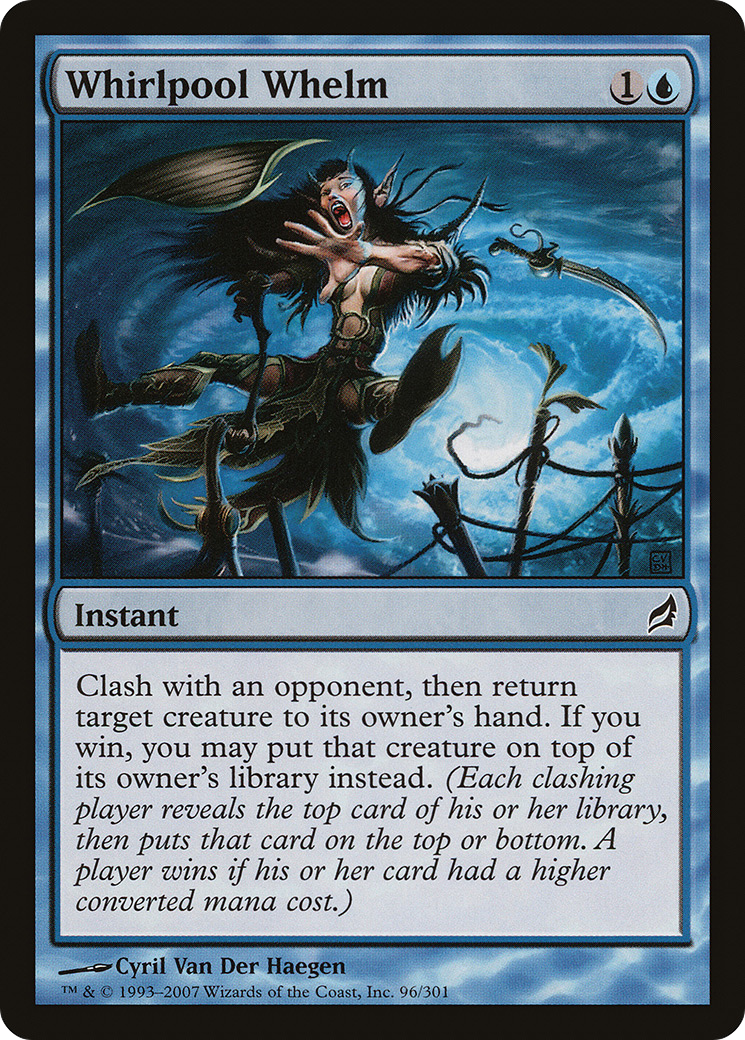 Whirlpool Whelm 1
Instant
Clash with an opponent, then return
target creature to its owner's hand. If you
win, you may put that creature on top of
its owner's library instead. (Each clashing
player reveals the top card of his or her library,
then puts that card on the top or bottom. A
player wins if his or her card had a higher
converted mana cost.)
Cyril Van Der Haegen
™ & © 1993–2007 Wizards of the Coast, Inc. 96/301